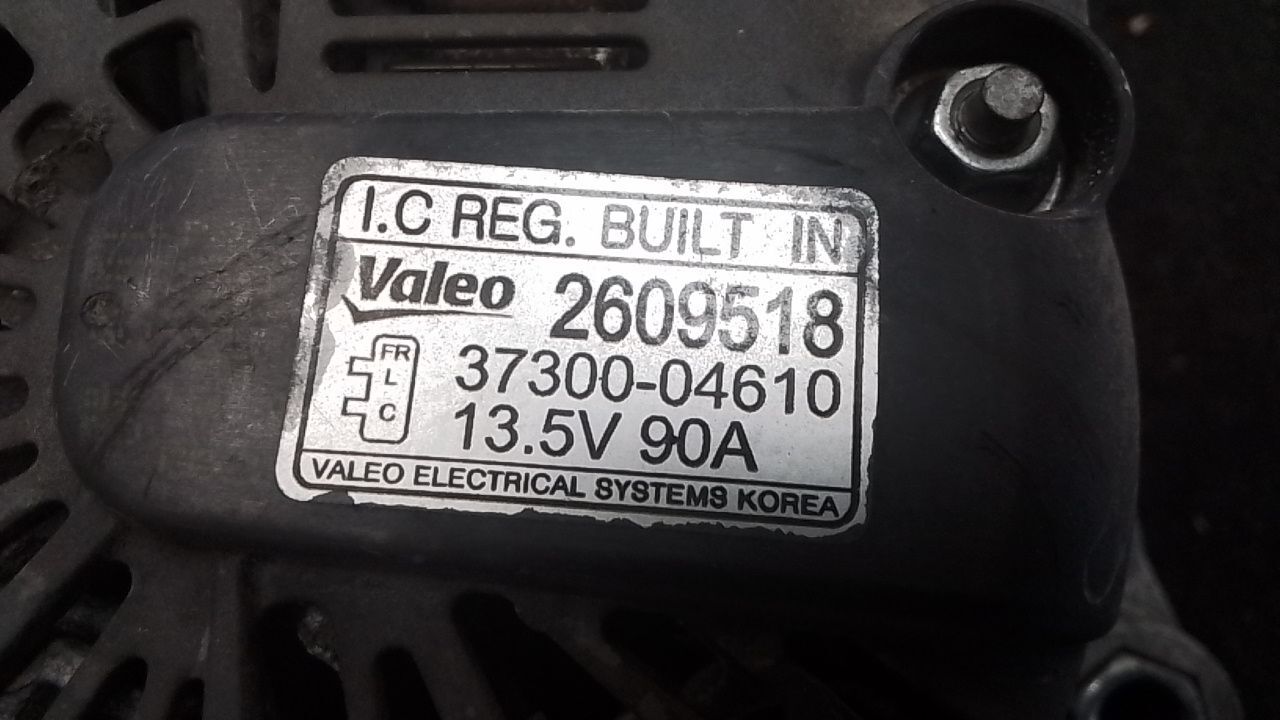 I.C REG. BUILT IN
Valeo 2609518
FR
L
C
37300-04610
13.5V 90A
VALEO ELECTRICAL SYSTEMS KOREA